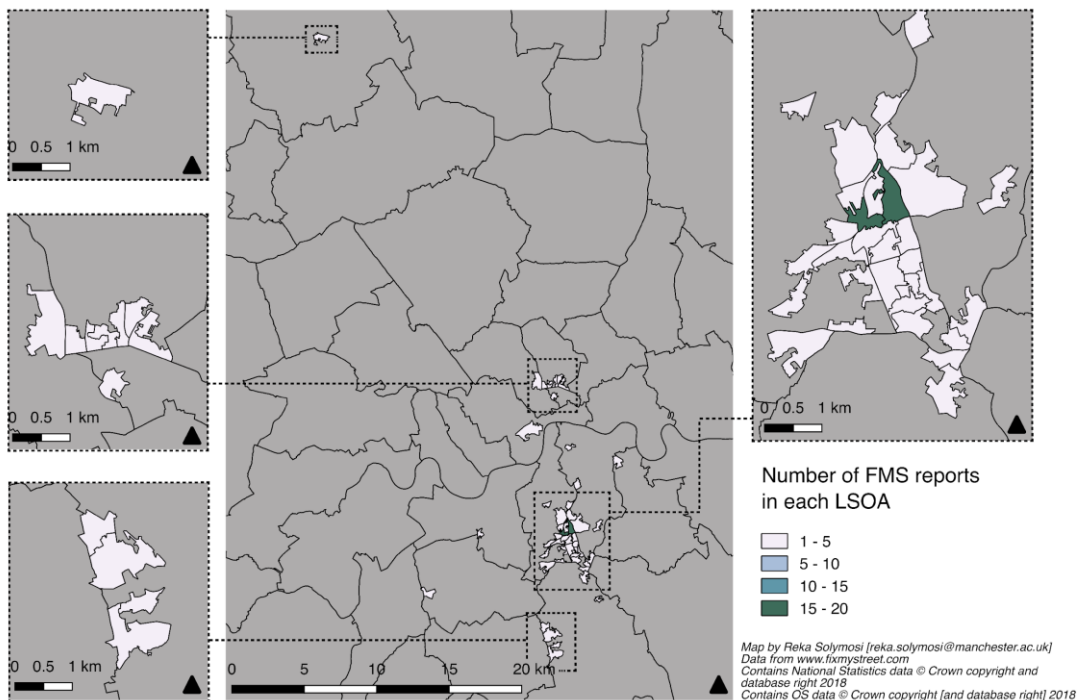 0 0.5 1 km
0 0.5 1 km
0 0.5 1 km
0 5 10 15 20 km
0 0.5 1 km
Number of FMS reports
in each LSOA
1 - 5
5 - 10
10 - 15
15 - 20
Map by Reka Solymosi [reka.solymosi@manchester.ac.uk]
Data from www.fixmystreet.com
Contains National Statistics data © Crown copyright and
database right 2018
Contains OS data © Crown copyright [and database right] 2018